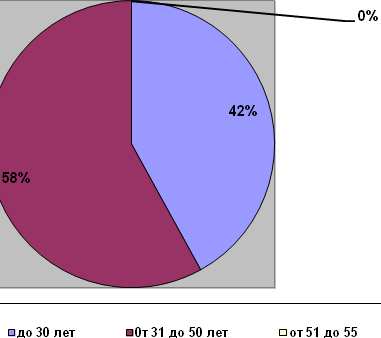 0%
42%
58%
до 30 лет
От 31 до 50 лет
от 51 до 55